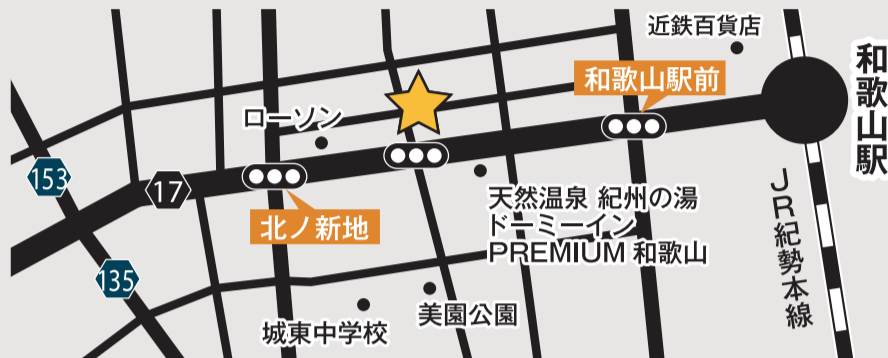 近鉄百貨店
和歌山駅
和歌山駅前
ローソン
153
17
北ノ新地
天然温泉 紀州の湯
ドーミーイン
PREMIUM 和歌山
JR紀勢本線
135
美園公園
城東中学校